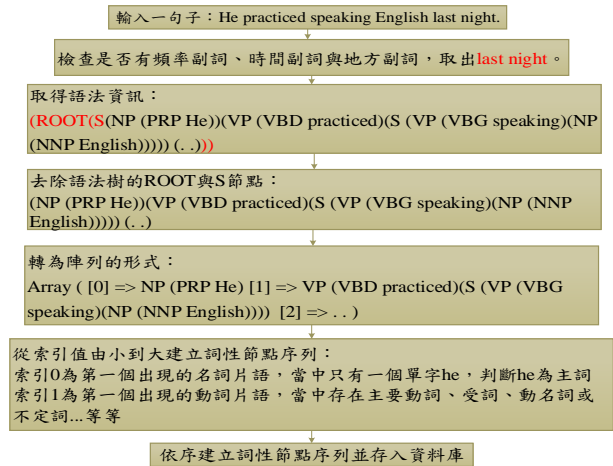 輸入一句子：He practiced speaking English last night.
檢查是否有頻率副詞、時間副詞與地方副詞，取出last night。
取得語法資訊：
(ROOT(S(NP (PRP He))(VP (VBD practiced)(S (VP (VBG speaking)(NP
(NNP English))))) (. .)))
去除語法樹的ROOT與S節點：
(NP (PRP He))(VP (VBD practiced)(S (VP (VBG speaking)(NP (NNP
English))))) (. .)
轉為陣列的形式：
Array ( [0] => NP (PRP He) [1] => VP (VBD practiced)(S (VP (VBG
speaking)(NP (NNP English)))) [2] => . . )
從索引值由小到大建立詞性節點序列：
索引0為第一個出現的名詞片語，當中只有一個單字he，判斷he為主詞
索引1為第一個出現的動詞片語，當中存在主要動詞、受詞、動名詞或
不定詞...等等
依序建立詞性節點序列並存入資料庫